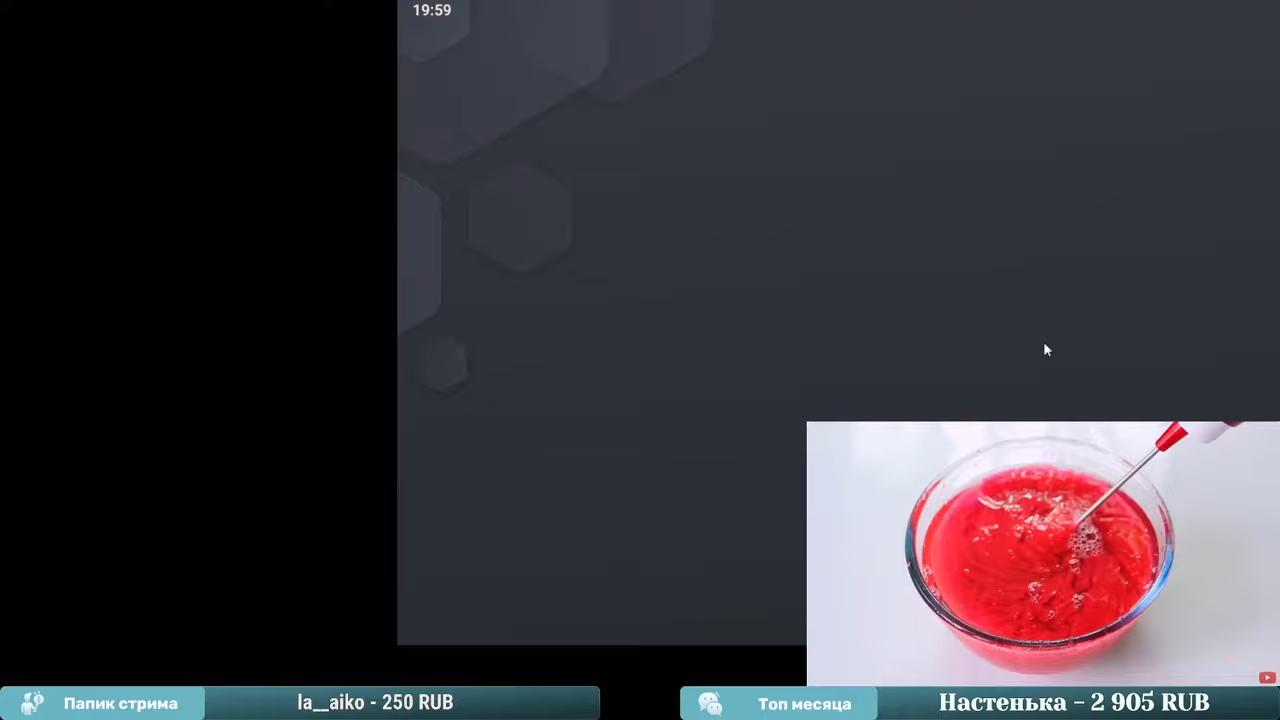 19:59
Папик стрима
la__aiko - 250 RUB
Топ месяца
Настенька – 2 905 RUB